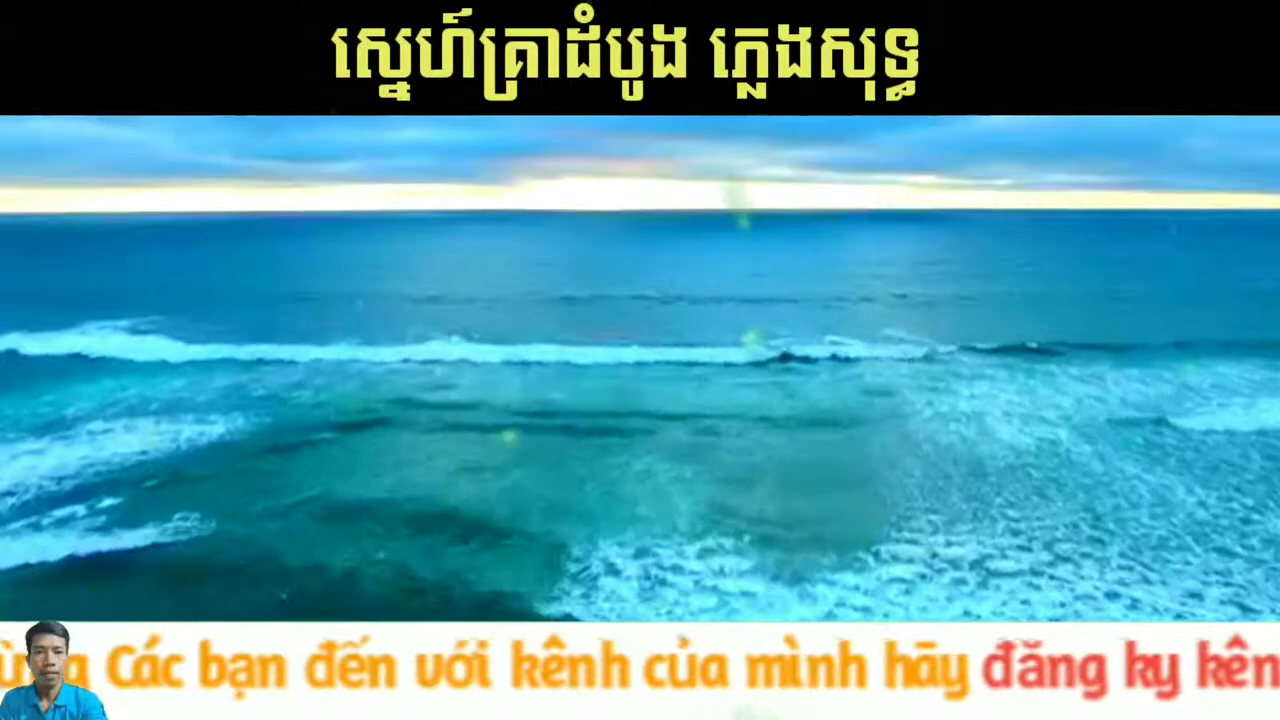 ស្នេហ៍គ្រាដំបូង ភ្លេងសុទ្ធ
Các bạn đến với kênh của mình hãy đăng ky